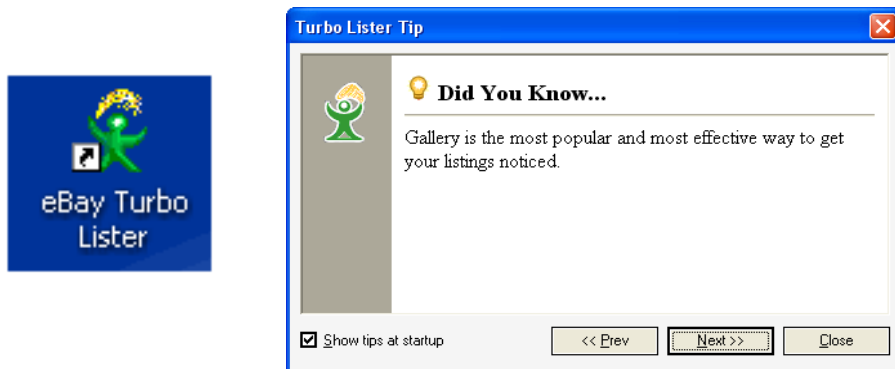 eBay Turbo
Lister
Turbo Lister Tip
Did You Know...
Gallery is the most popular and most effective way to get
your listings noticed.
Show tips at startup
<< Prev
Next >>
Close